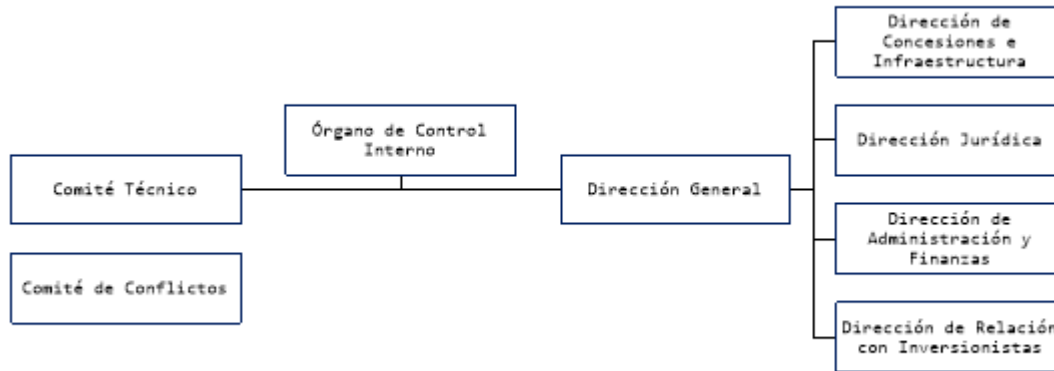 Dirección de
Concesiones e
Infraestructura
Órgano de Control
Interno
Dirección Jurídica
Comité Técnico
Dirección General
Dirección de
Administración y
Finanzas
Comité de Conflictos
Dirección de Relación
con Inversionistas